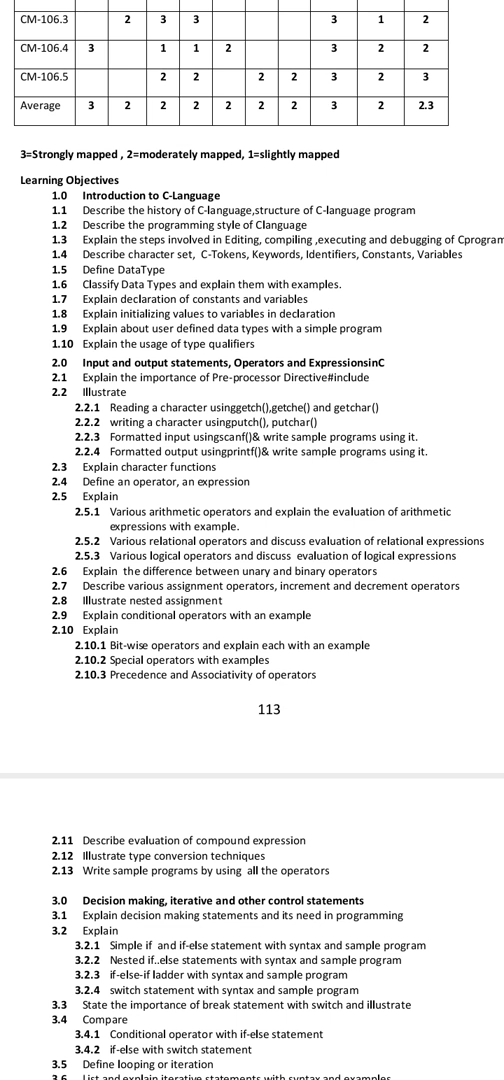 CM-106.3 2 3 3 3 1 2
CM-106.4 3 1 1 2 3 2 2
CM-106.5 2 2 2 2 3 2 3
Average 3 2 2 2 2 2 2 3 2 2.3
3=Strongly mapped , 2=moderately mapped, 1=slightly mapped
Learning Objectives
1.0 Introduction to C-Language
1.1 Describe the history of C-language,structure of C-language program
1.2 Describe the programming style of Clanguage
1.3 Explain the steps involved in Editing, compiling ,executing and debugging of Cprogram
1.4 Describe character set, C-Tokens, Keywords, Identifiers, Constants, Variables
1.5 Define DataType
1.6 Classify Data Types and explain them with examples.
1.7 Explain declaration of constants and variables
1.8 Explain initializing values to variables in declaration
1.9 Explain about user defined data types with a simple program
1.10 Explain the usage of type qualifiers
2.0 Input and output statements, Operators and ExpressionsinC
2.1 Explain the importance of Pre-processor Directive#include
2.2 Illustrate
2.2.1 Reading a character usinggetch(),getche() and getchar()
2.2.2 writing a character usingputch(), putchar()
2.2.3 Formatted input usingscanf()& write sample programs using it.
2.2.4 Formatted output usingprintf()& write sample programs using it.
2.3 Explain character functions
2.4 Define an operator, an expression
2.5 Explain
2.5.1 Various arithmetic operators and explain the evaluation of arithmetic
expressions with example.
2.5.2 Various relational operators and discuss evaluation of relational expressions
2.5.3 Various logical operators and discuss evaluation of logical expressions
2.6 Explain the difference between unary and binary operators
2.7 Describe various assignment operators, increment and decrement operators
2.8 Illustrate nested assignment
2.9 Explain conditional operators with an example
2.10 Explain
2.10.1 Bit-wise operators and explain each with an example
2.10.2 Special operators with examples
2.10.3 Precedence and Associativity of operators
113
2.11 Describe evaluation of compound expression
2.12 Illustrate type conversion techniques
2.13 Write sample programs by using all the operators
3.0 Decision making, iterative and other control statements
3.1 Explain decision making statements and its need in programming
3.2 Explain
3.2.1 Simple if and if-else statement with syntax and sample program
3.2.2 Nested if..else statements with syntax and sample program
3.2.3 if-else-if ladder with syntax and sample program
3.2.4 switch statement with syntax and sample program
3.3 State the importance of break statement with switch and illustrate
3.4 Compare
3.4.1 Conditional operator with if-else statement
3.4.2 if-else with switch statement
3.5 Define looping or iteration
3.6 List and explain iterative statements with syntax and examples